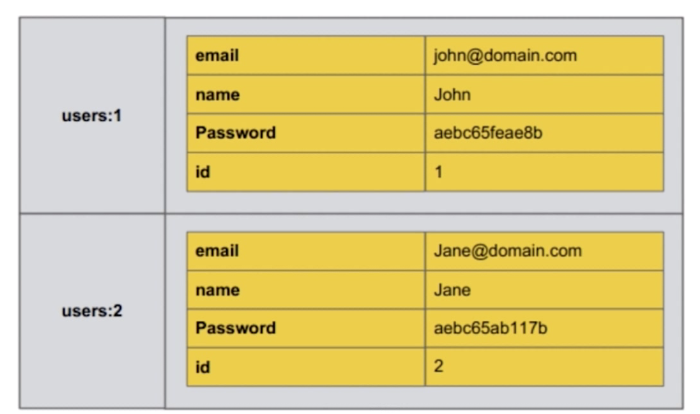 email john@domain.com
name John
users:1
Password aebc65feae8b
id 1
email Jane@domain.com
name Jane
users:2
Password aebc65ab117b
id 2